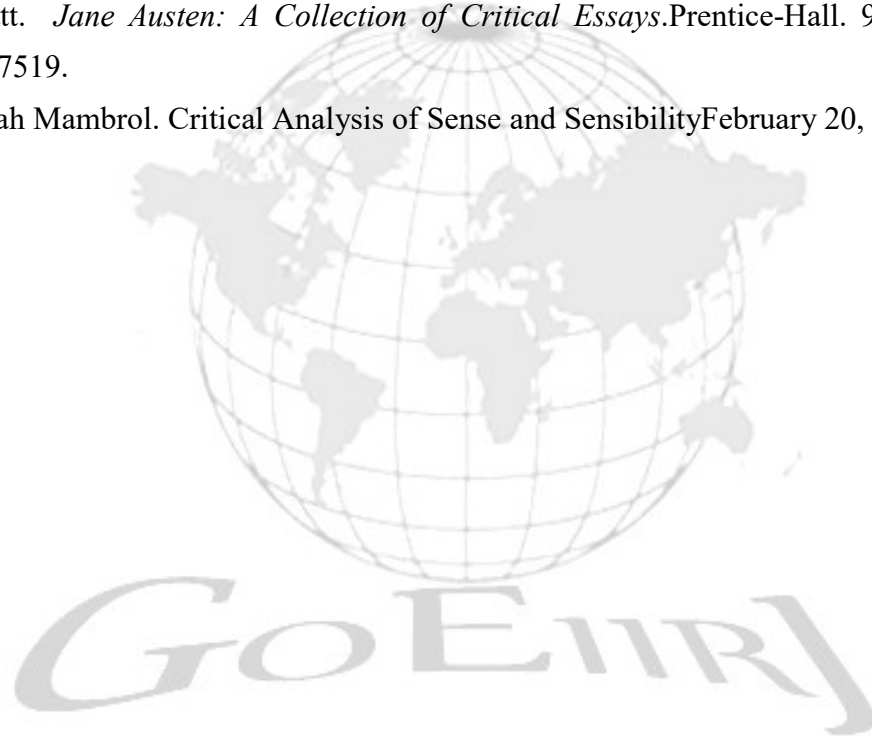 tt. Jane Austen: A Collection of Critical Essays.Prentice-Hall. 9
7519.
ah Mambrol. Critical Analysis of Sense and SensibilityFebruary 20,
GOEIIRJ